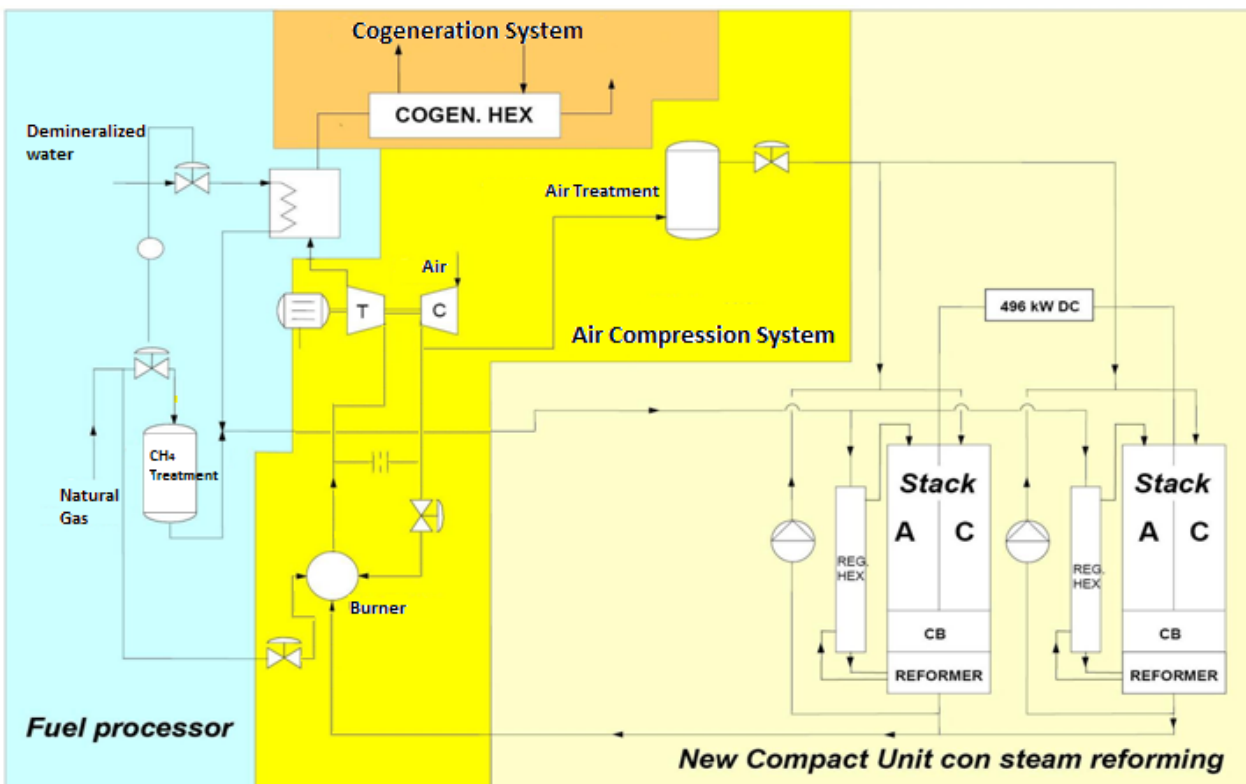 Cogeneration System
COGEN. HEX
Demineralized
water
Air Treatment
Air
T
C
Air Compression System
496 kW DC
CH₄
Treatment
Natural
Gas
Burner
REG.
HEX
Stack
A C
CB
REFORMER
REG.
HEX
Stack
A C
CB
REFORMER
Fuel processor
New Compact Unit con steam reforming